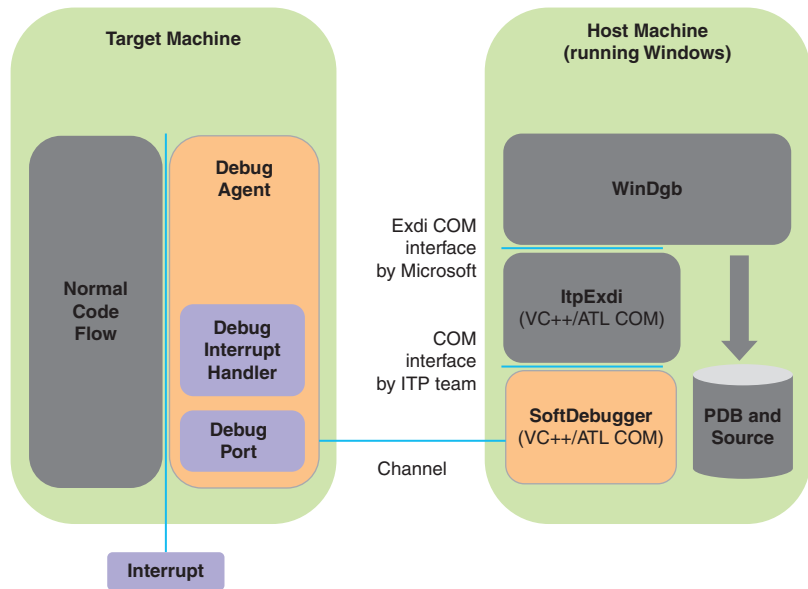 Target Machine
Normal
Code
Flow
Debug
Agent
Debug
Interrupt
Handler
Debug
Port
Interrupt
Exdi COM
interface
by Microsoft
COM
interface
by ITP team
Channel
Host Machine
(running Windows)
WinDgb
ItpExdi
(VC++/ATL COM)
SoftDebugger
(VC++/ATL COM)
PDB and
Source